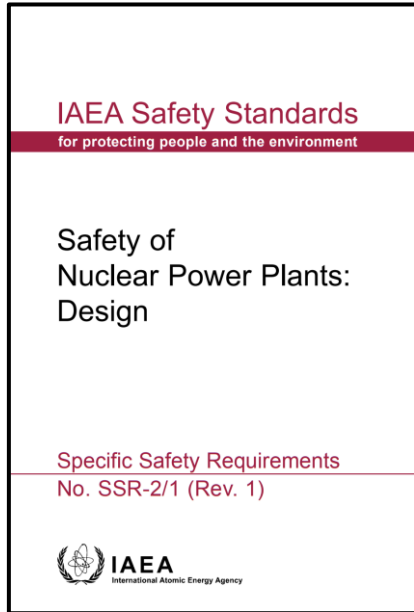 IAEA Safety Standards
for protecting people and the environment
Safety of
Nuclear Power Plants:
Design
Specific Safety Requirements
No. SSR-2/1 (Rev. 1)
IAEA
International Atomic Energy Agency